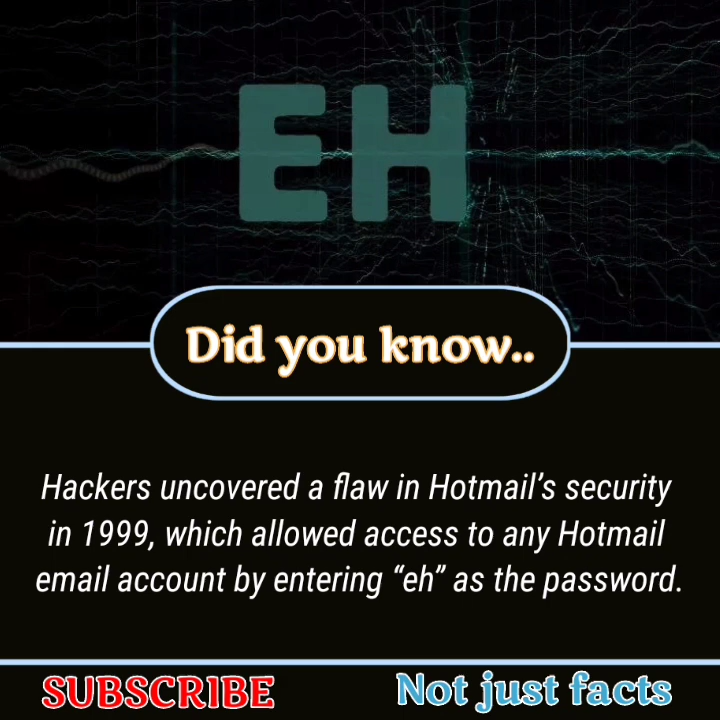 EH
Did you know..
Hackers uncovered a flaw in Hotmail’s security
in 1999, which allowed access to any Hotmail
email account by entering “eh” as the password.
SUBSCRIBE
Not just facts